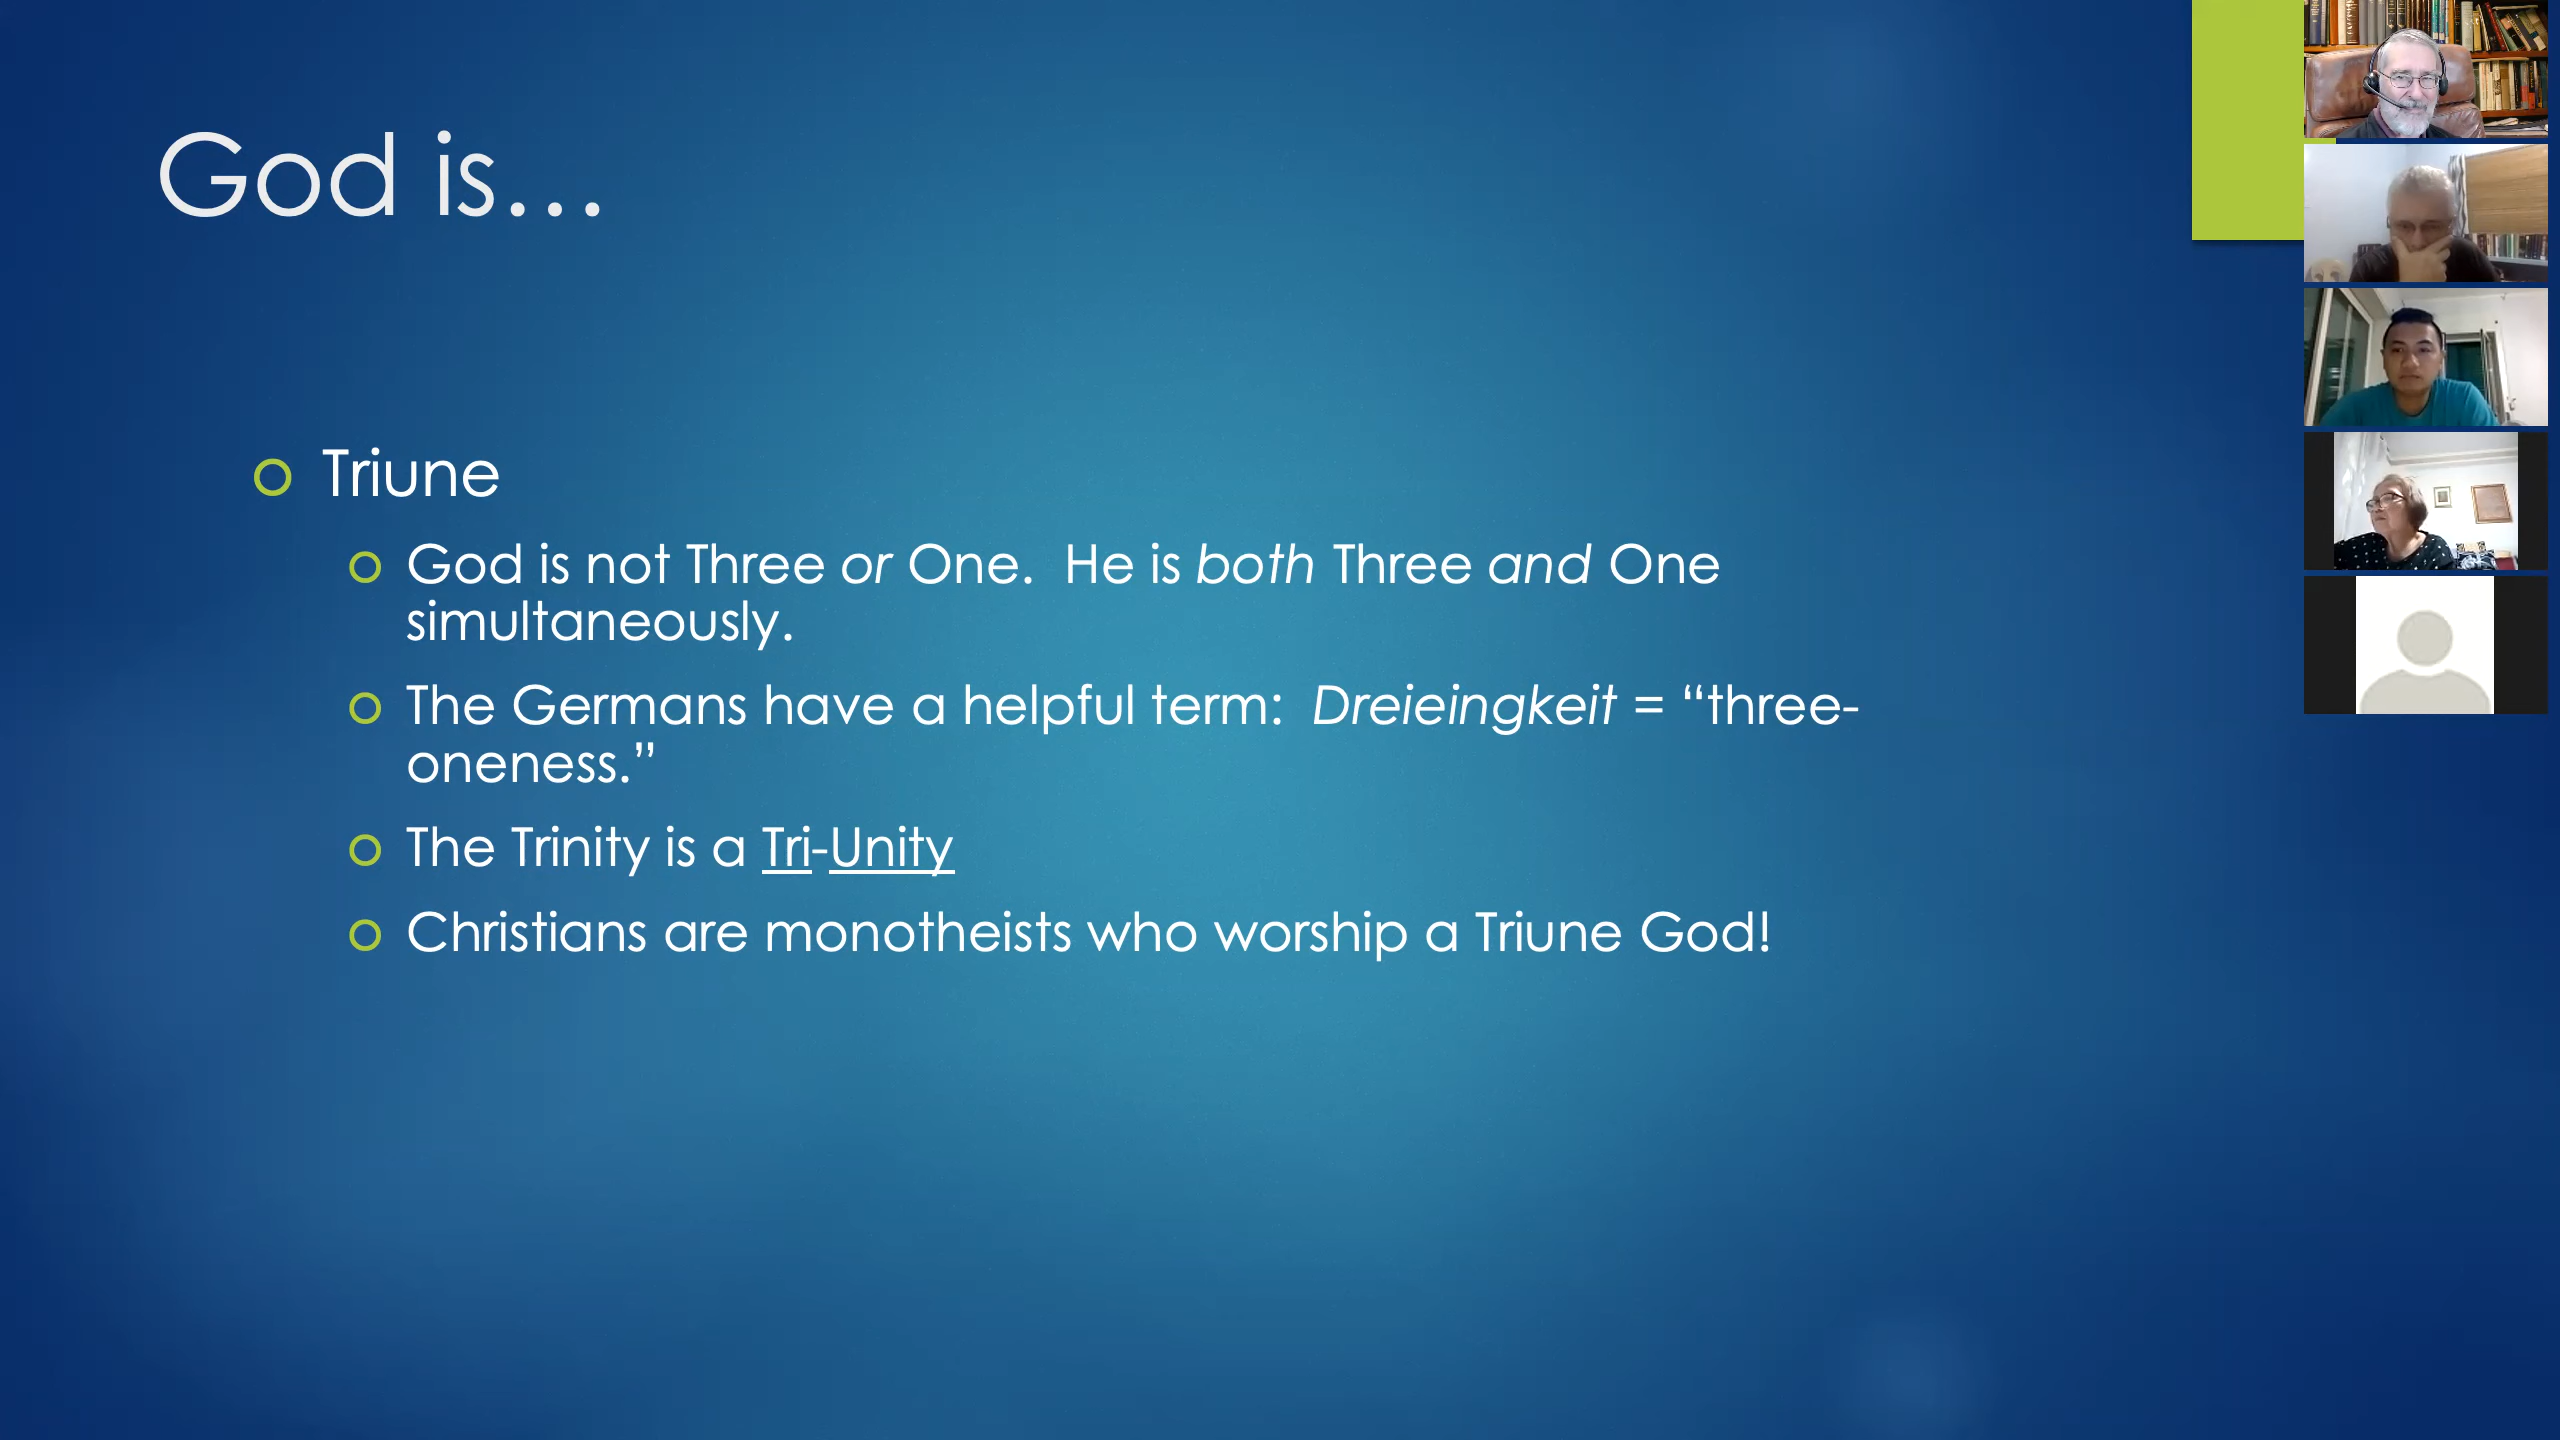 God is…
Triune
God is not Three or One.  He is both Three and One
simultaneously.
The Germans have a helpful term:  Dreieingkeit = “three-
oneness.”
The Trinity is a Tri-Unity
Christians are monotheists who worship a Triune God!